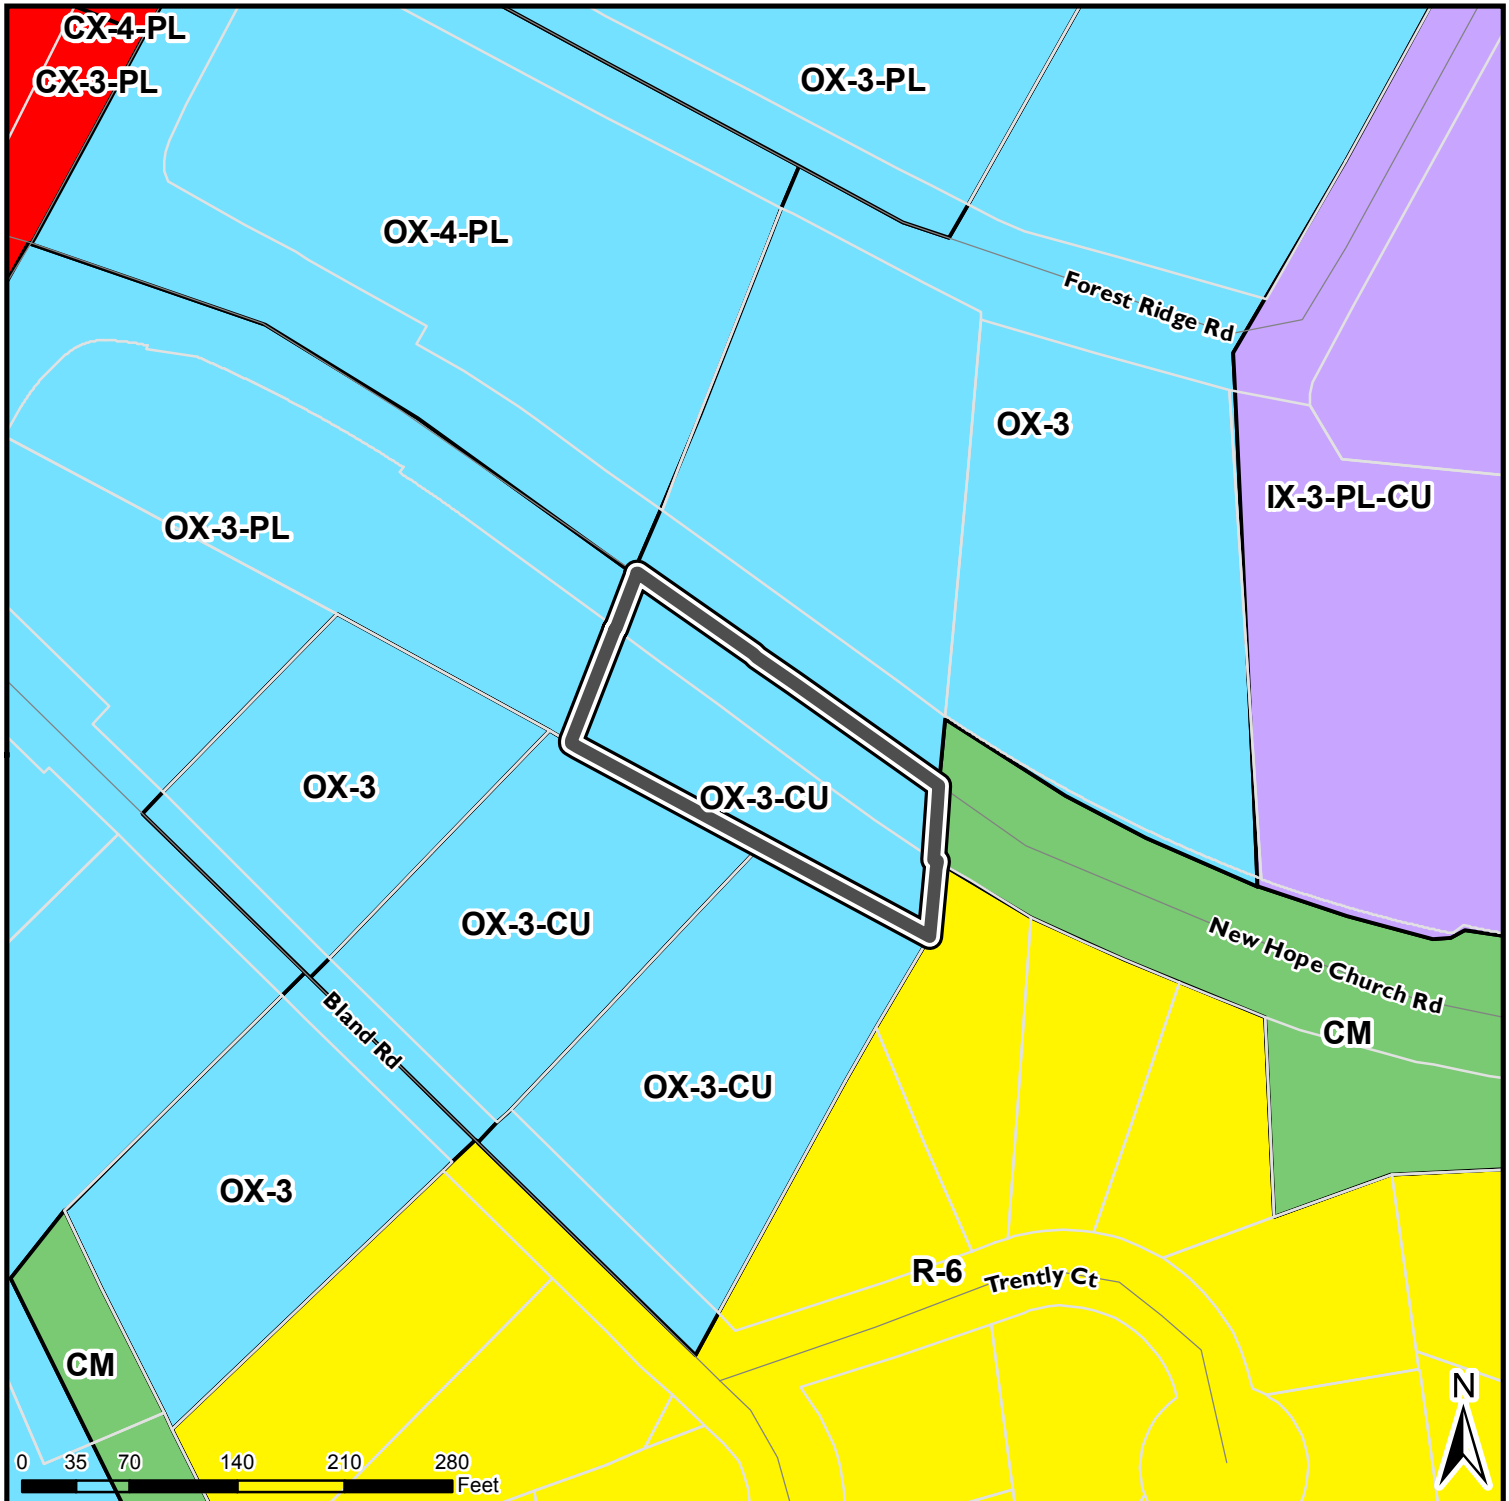 CX-4-PL
CX-3-PL
OX-3-PL
OX-4-PL
Forest Ridge Rd
OX-3
IX-3-PL-CU
OX-3-PL
OX-3
OX-3-CU
OX-3-CU
New Hope Church Rd
Bland Rd
CM
OX-3-CU
OX-3
R-6
Trently Ct
CM
N
0 35 70 140 210 280
Feet